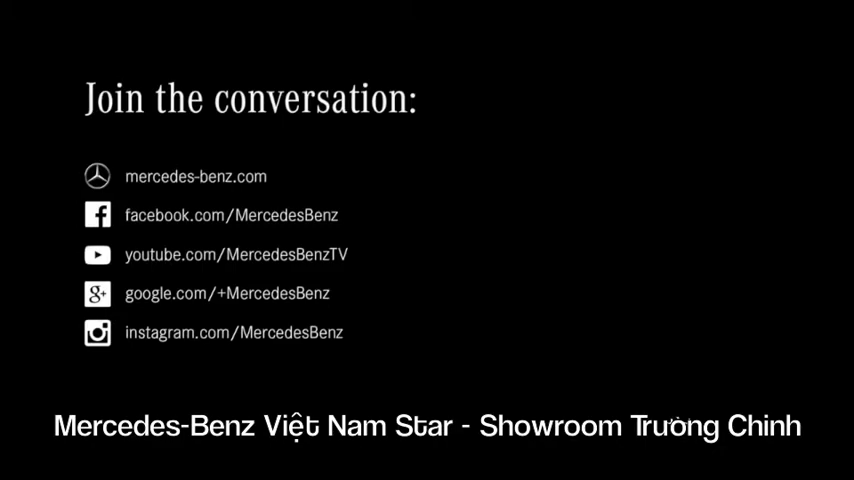 Join the conversation:
mercedes-benz.com
facebook.com/MercedesBenz
youtube.com/MercedesBenzTV
google.com/+MercedesBenz
instagram.com/MercedesBenz
Mercedes-Benz Việt Nam Star - Showroom Trường Chinh